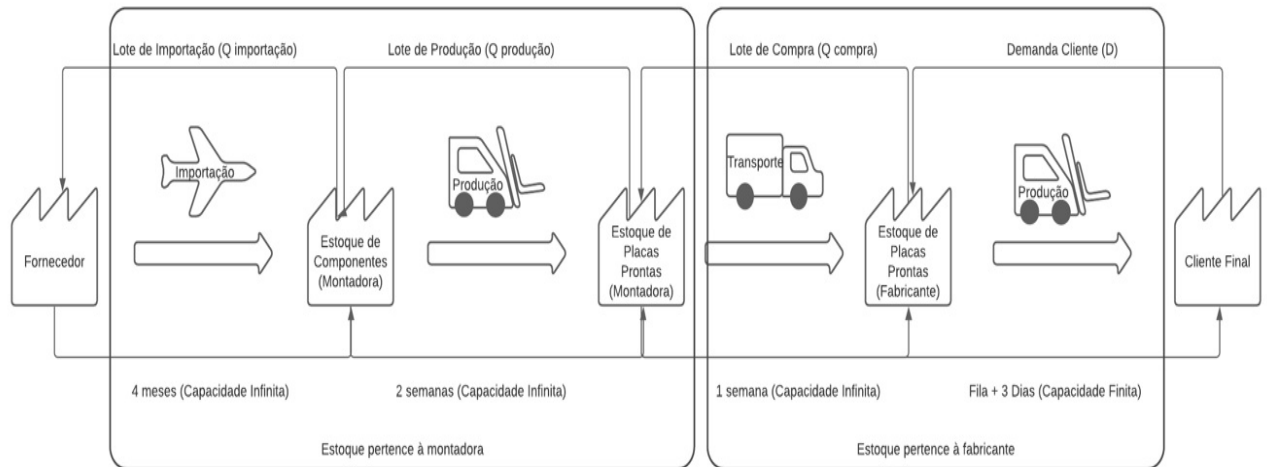 Lote de Importação (Q importação)
Lote de Produção (Q produção)
Lote de Compra (Q compra)
Demanda Cliente (D)
Importação
Produção
Transporte
Produção
Fornecedor
Estoque de
Componentes
(Montadora)
Estoque de
Placas
Prontas
(Montadora)
Estoque de
Placas
Prontas
(Fabricante)
Cliente Final
4 meses (Capacidade Infinita)
2 semanas (Capacidade Infinita)
1 semana (Capacidade Infinita)
Fila + 3 Dias (Capacidade Finita)
Estoque pertence à montadora
Estoque pertence à fabricante